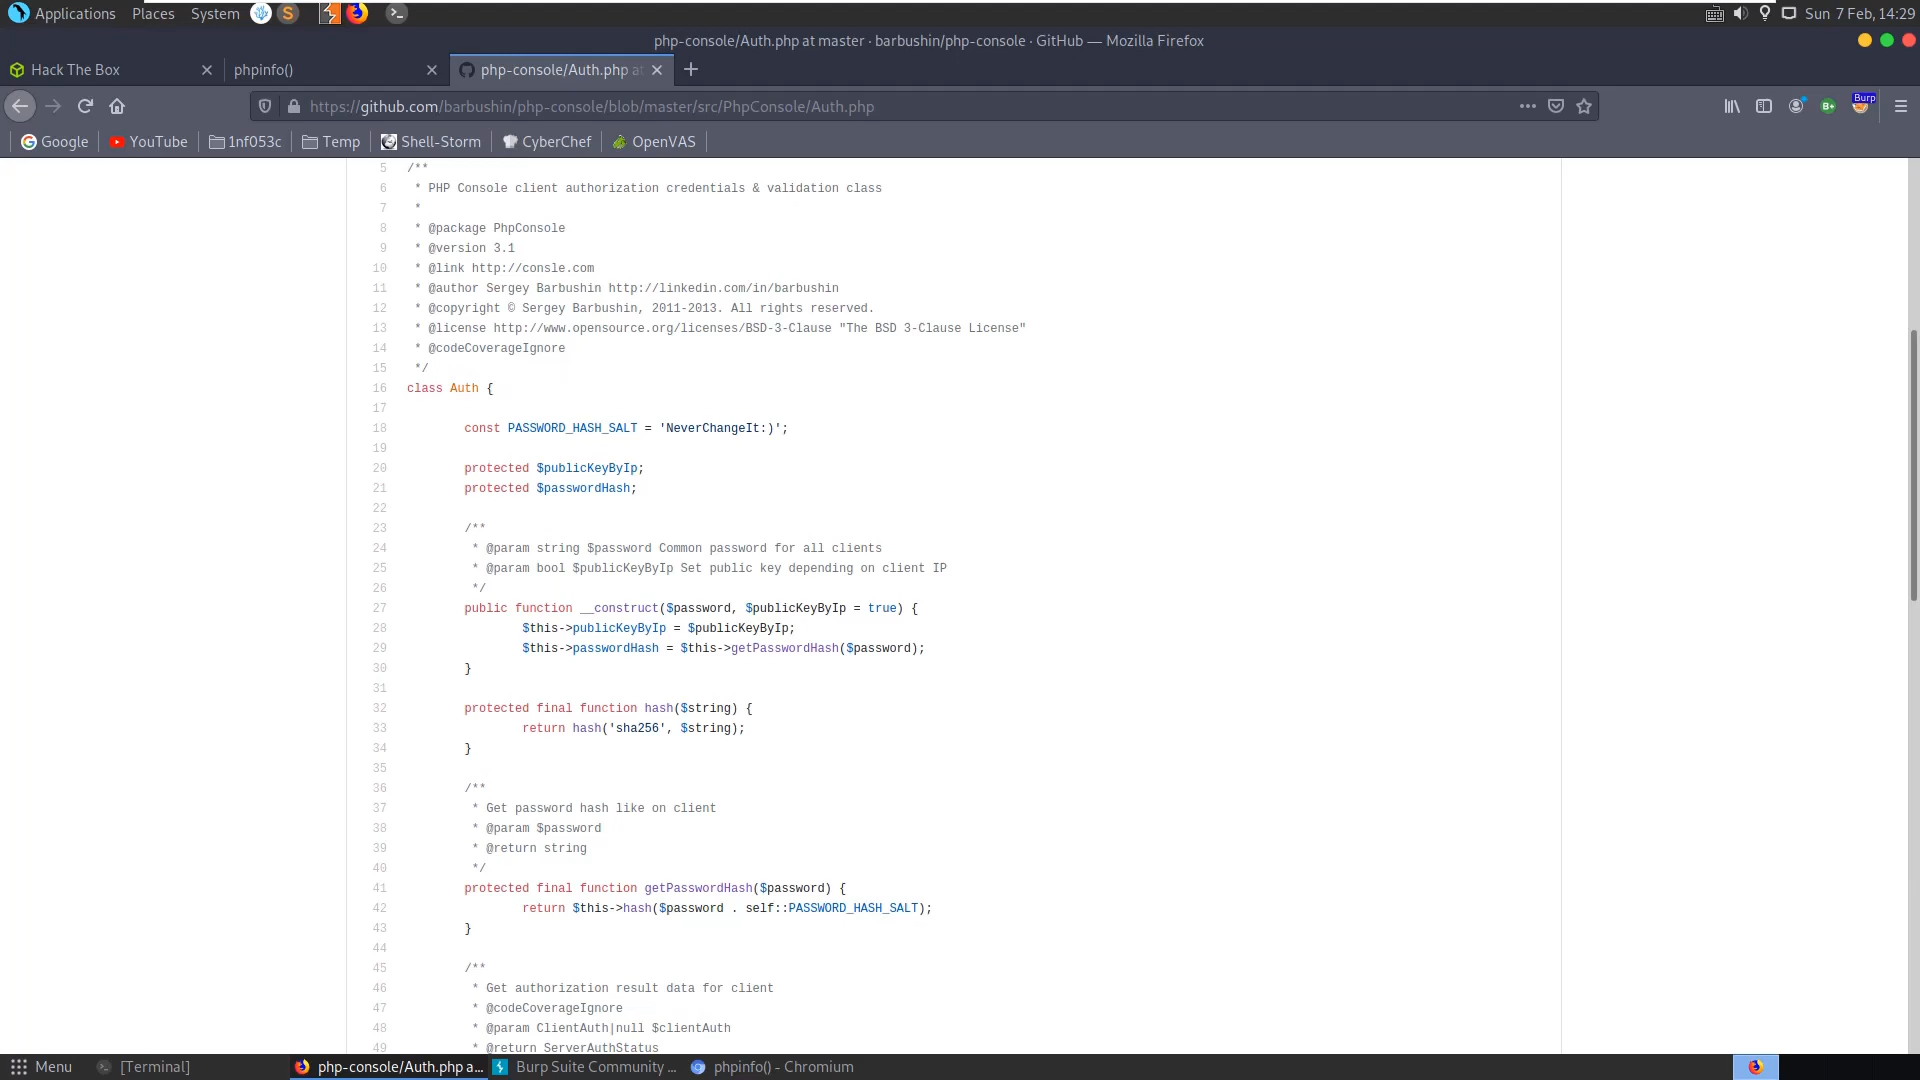 Applications Places System Sun 7 Feb, 14:29
php-console/Auth.php at master · barbushin/php-console · GitHub — Mozilla Firefox
Hack The Box phpinfo() php-console/Auth.php at
https://github.com/barbushin/php-console/blob/master/src/PhpConsole/Auth.php B+ Burp
Google YouTube 1nf053c Temp Shell-Storm CyberChef OpenVAS
5 /**
6 * PHP Console client authorization credentials & validation class
7 *
8 * @package PhpConsole
9 * @version 3.1
10 * @link http://consle.com
11 * @author Sergey Barbushin http://linkedin.com/in/barbushin
12 * @copyright © Sergey Barbushin, 2011-2013. All rights reserved.
13 * @license http://www.opensource.org/licenses/BSD-3-Clause "The BSD 3-Clause License"
14 * @codeCoverageIgnore
15 */
16 class Auth {
17
18 const PASSWORD_HASH_SALT = 'NeverChangeIt:)';
19
20 protected $publicKeyByIp;
21 protected $passwordHash;
22
23 /**
24 * @param string $password Common password for all clients
25 * @param bool $publicKeyByIp Set public key depending on client IP
26 */
27 public function __construct($password, $publicKeyByIp = true) {
28 $this->publicKeyByIp = $publicKeyByIp;
29 $this->passwordHash = $this->getPasswordHash($password);
30 }
31
32 protected final function hash($string) {
33 return hash('sha256', $string);
34 }
35
36 /**
37 * Get password hash like on client
38 * @param $password
39 * @return string
40 */
41 protected final function getPasswordHash($password) {
42 return $this->hash($password . self::PASSWORD_HASH_SALT);
43 }
44
45 /**
46 * Get authorization result data for client
47 * @codeCoverageIgnore
48 * @param ClientAuth|null $clientAuth
49 * @return ServerAuthStatus
Menu [Terminal] php-console/Auth.php a... Burp Suite Community ... phpinfo() - Chromium